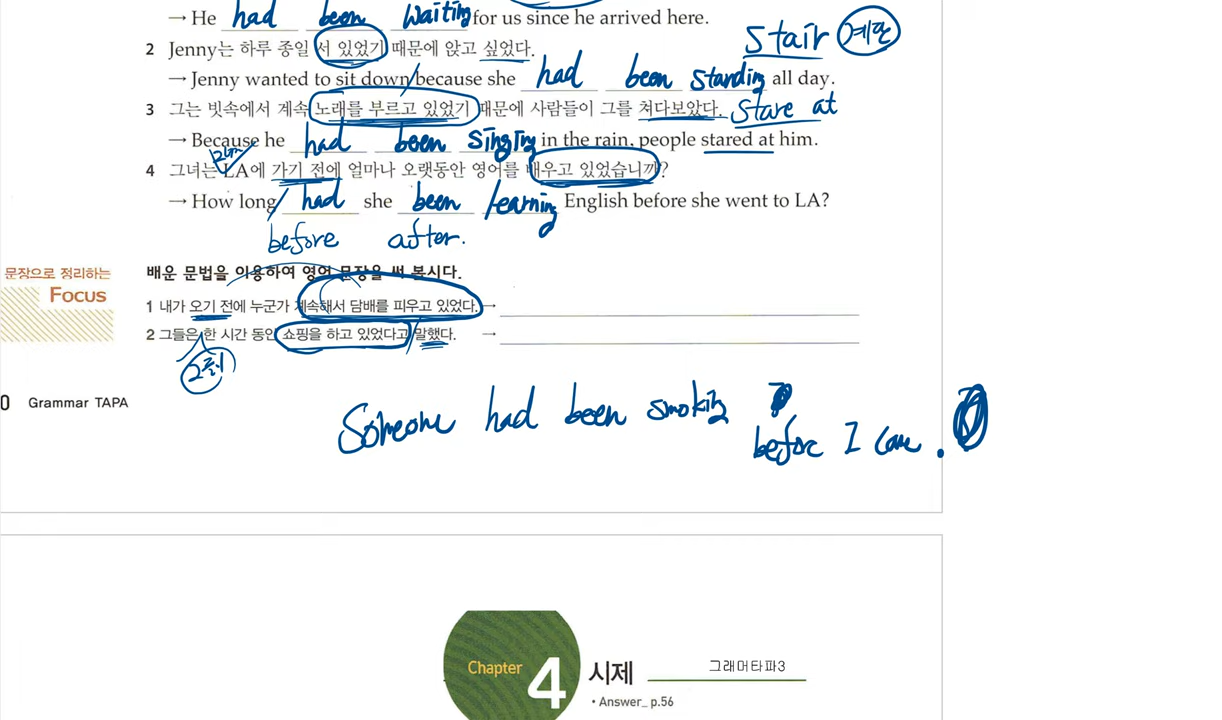 → He had been waiting for us since he arrived here.
stair 계단
2 Jenny는 하루 종일 서 있었기 때문에 앉고 싶었다.
→ Jenny wanted to sit down because she had been standing all day.
3 그는 빗속에서 계속 노래를 부르고 있었기 때문에 사람들이 그를 쳐다보았다. stare at
→ Because he had been singing in the rain, people stared at him.
4 그녀는 LA에 가기 전에 얼마나 오랫동안 영어를 배우고 있었습니까?
→ How long had she been learning English before she went to LA?
before after.
문장으로 정리하는
Focus
배운 문법을 이용하여 영어 문장을 써 봅시다.
1 내가 오기 전에 누군가 계속해서 담배를 피우고 있었다. →
2 그들은 한 시간 동안 쇼핑을 하고 있었다고 말했다. →
0 Grammar TAPA
Someone had been smoking
before I came.
Chapter 4 시제 그래머타파3
• Answer_ p.56